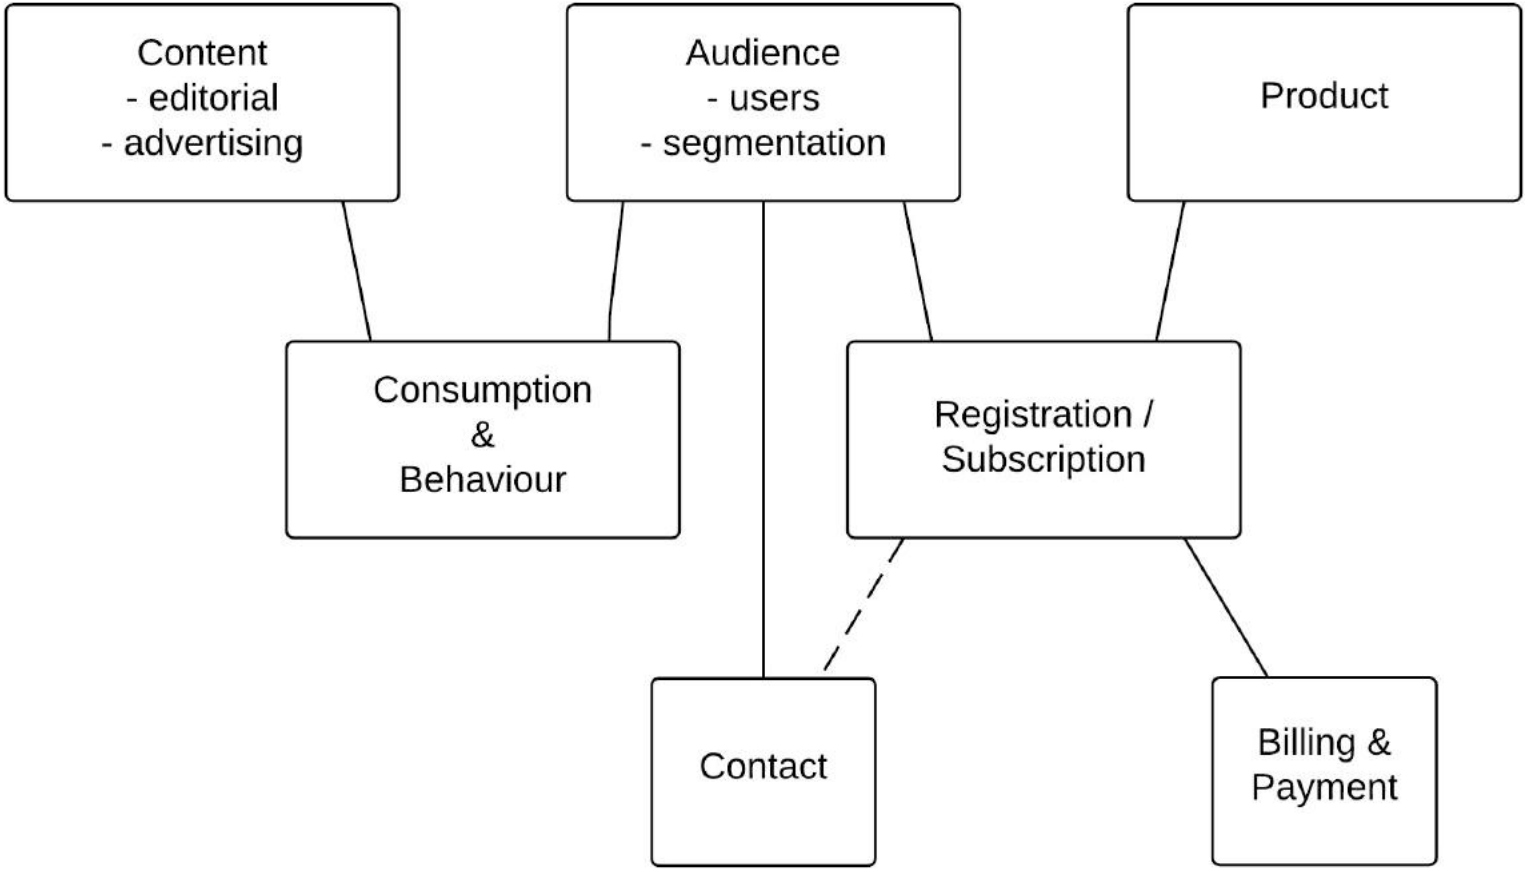 Content
- editorial
- advertising
Audience
- users
- segmentation
Product
Consumption
&
Behaviour
Registration /
Subscription
Contact
Billing &
Payment